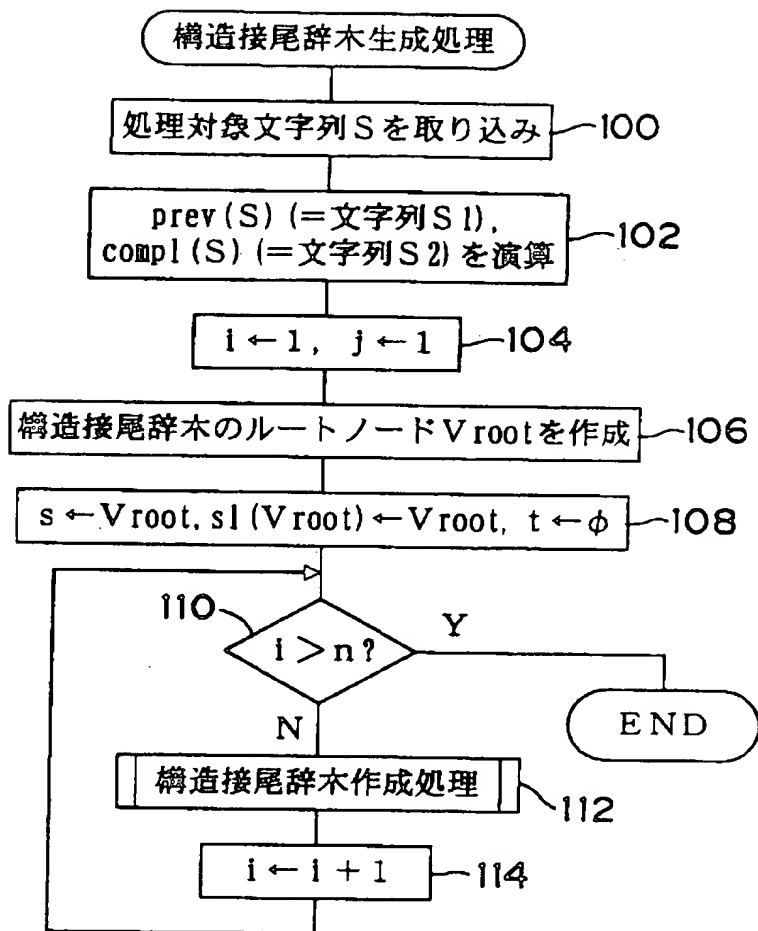 構造接尾辞木生成処理
処理対象文字列Sを取り込み 100
prev(S)(=文字列S1),
compl(S)(=文字列S2)を演算 102
i←1, j←1 104
構造接尾辞木のルートノードVrootを作成 106
s←Vroot,sl(Vroot)←Vroot, t←φ 108
110
i>n?
Y
N
END
構造接尾辞木作成処理
112
i←i+1 114